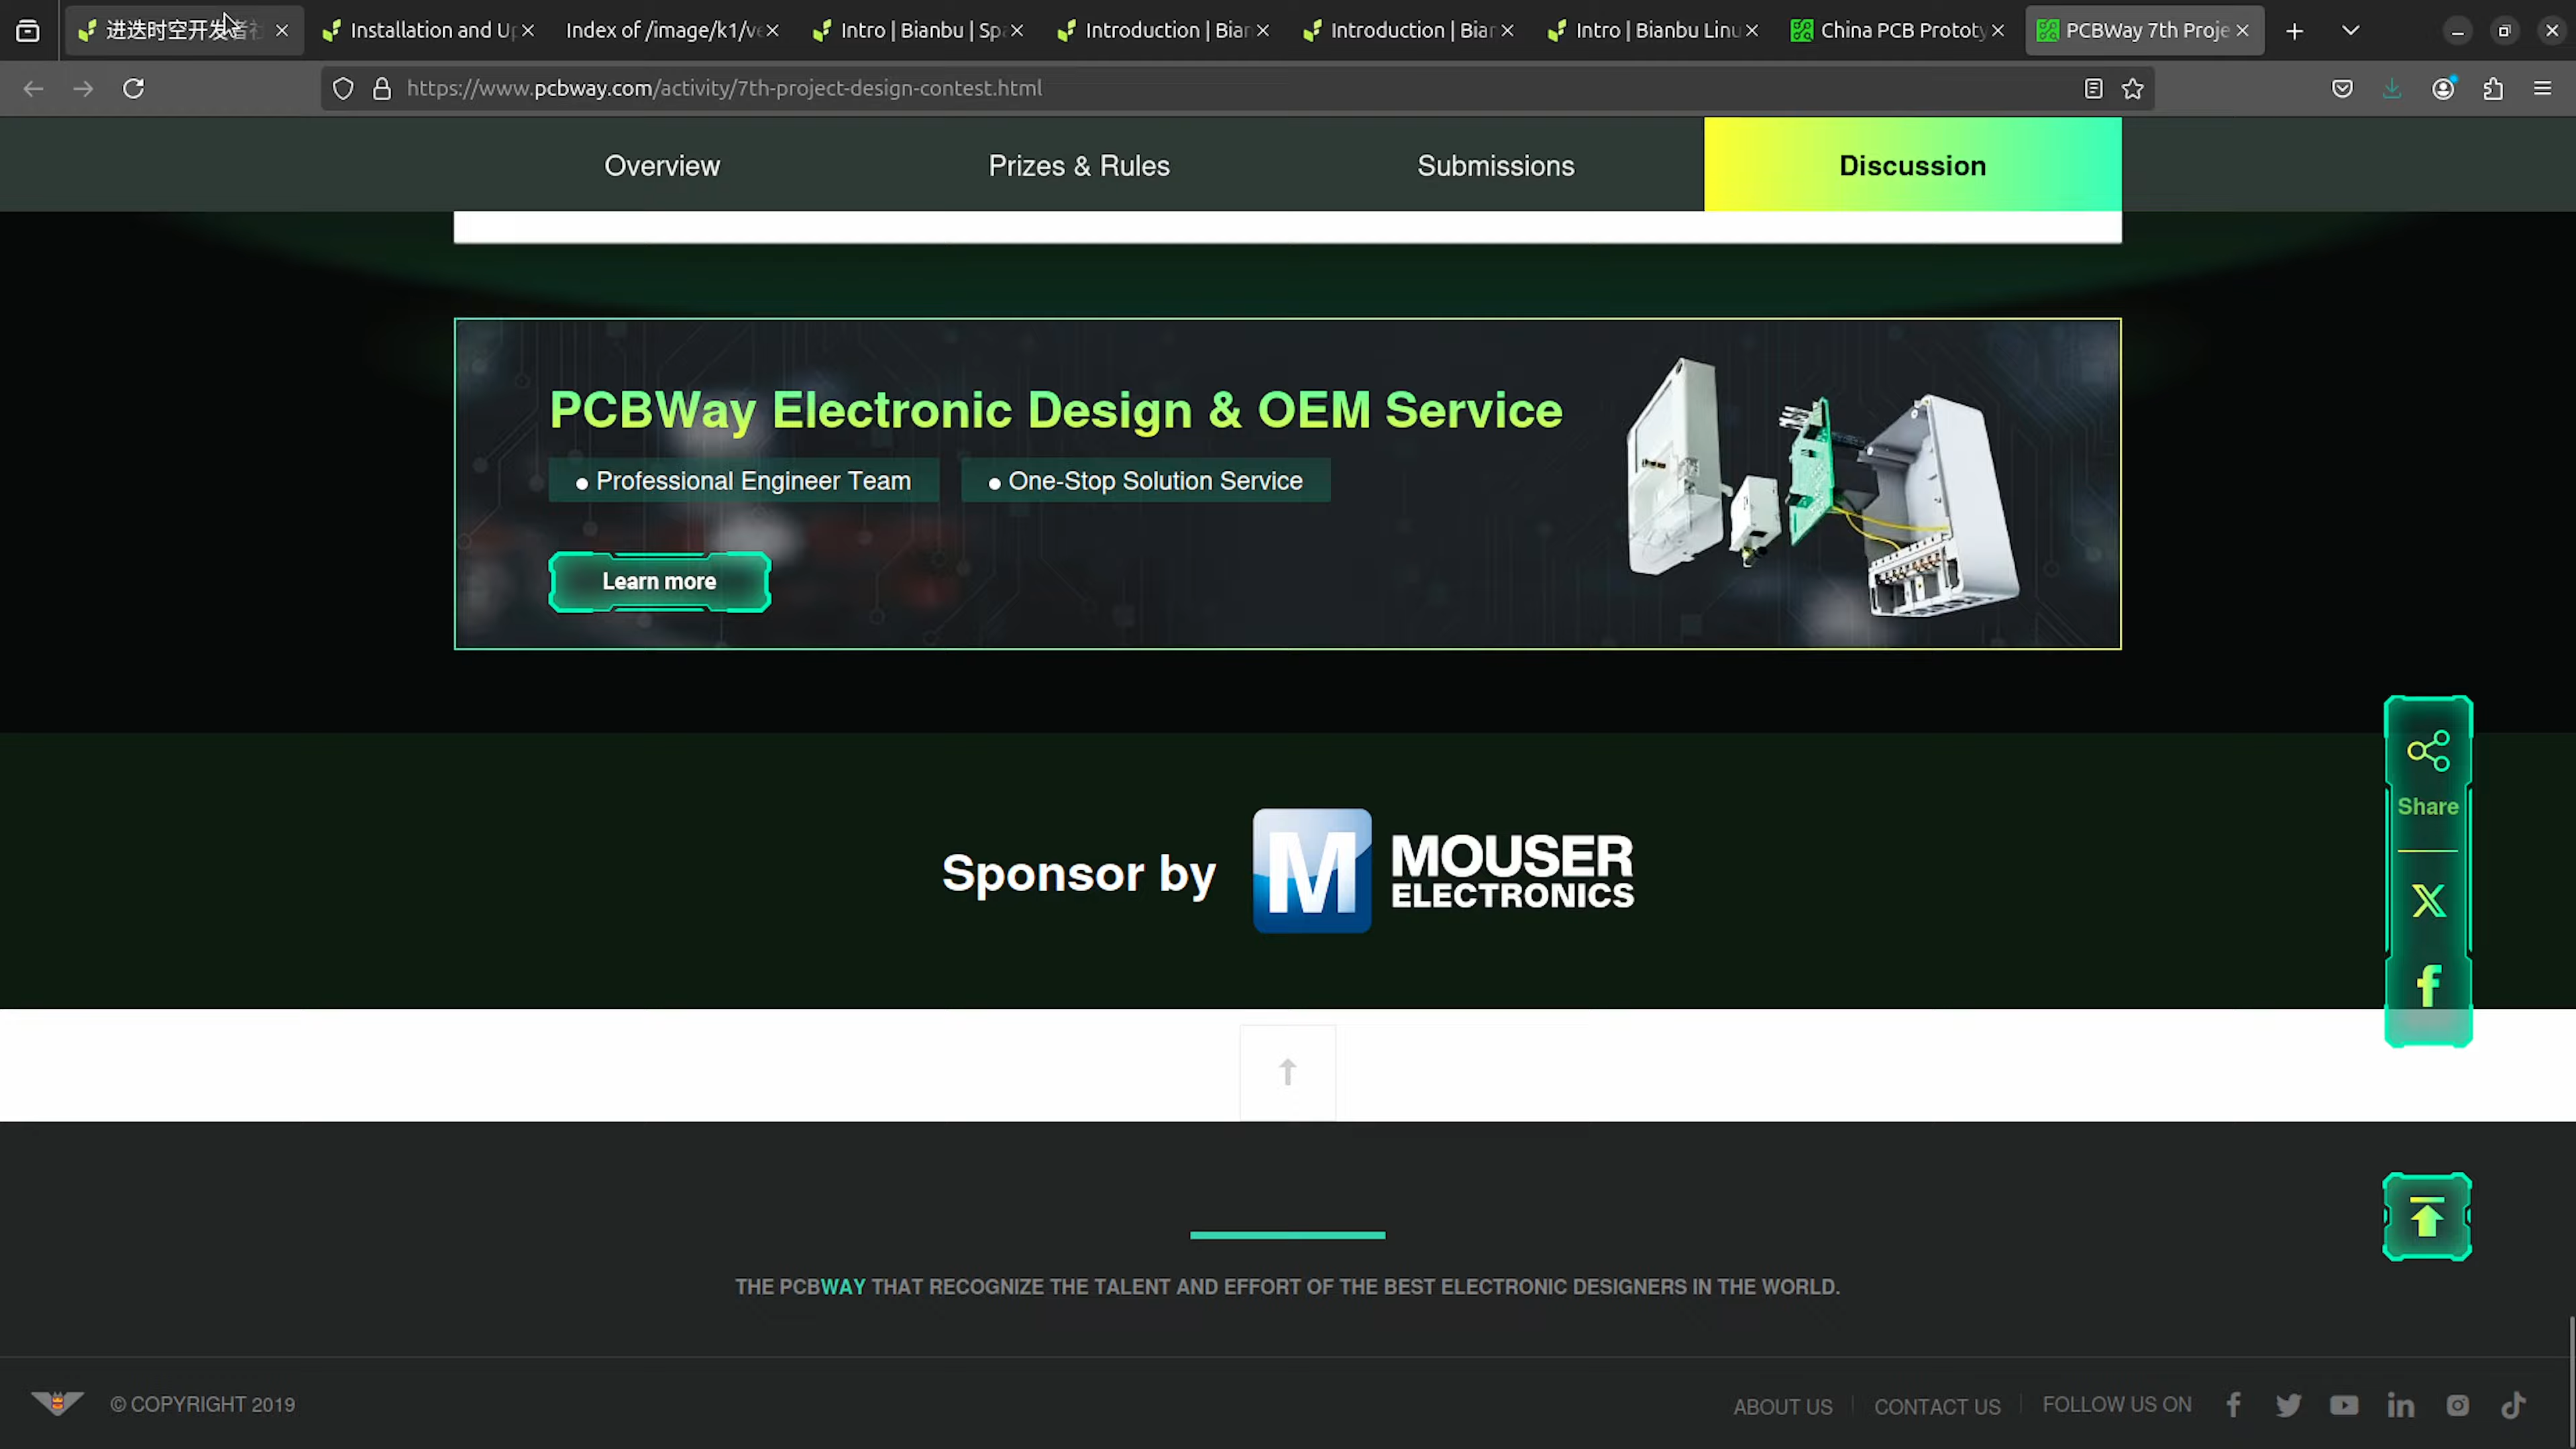 进迭时空开发者社
Installation and Up
Index of /image/k1/ve
Intro | Bianbu | Spa
Introduction | Bian
Introduction | Bian
Intro | Bianbu Linu
China PCB Prototy
PCBWay 7th Proje
https://www.pcbway.com/activity/7th-project-design-contest.html
Overview
Prizes & Rules
Submissions
Discussion
PCBWay Electronic Design & OEM Service
• Professional Engineer Team
• One-Stop Solution Service
Learn more
Share
Sponsor by
M MOUSER
ELECTRONICS
THE PCBWAY THAT RECOGNIZE THE TALENT AND EFFORT OF THE BEST ELECTRONIC DESIGNERS IN THE WORLD.
© COPYRIGHT 2019
ABOUT US
CONTACT US
FOLLOW US ON